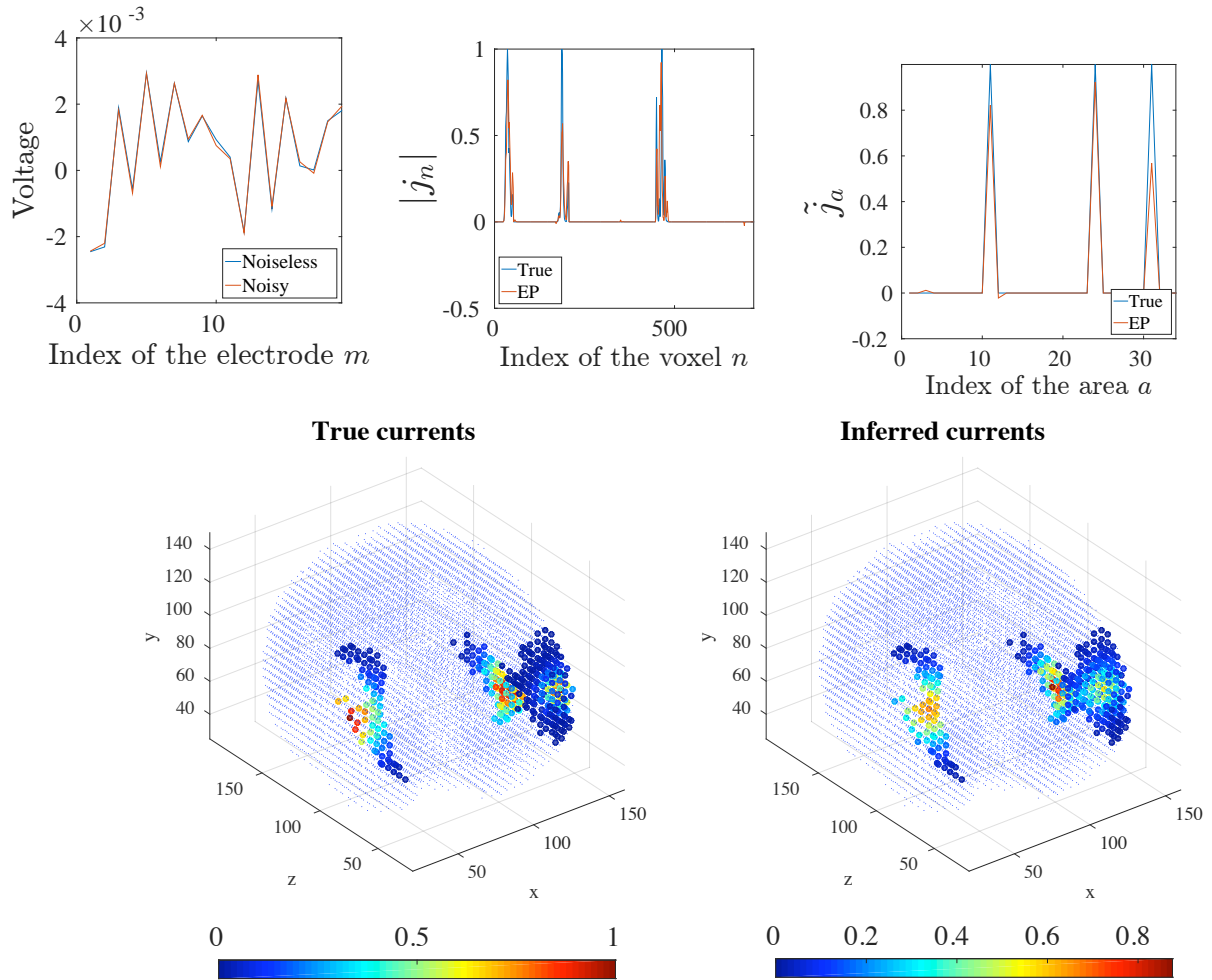 ×10 -3
4
2
0
-2
-4
Voltage
Noiseless
Noisy
0
10
Index of the electrode m
1
0.5
0
-0.5
|j_n|
True
EP
0
500
Index of the voxel n
0.8
0.6
0.4
0.2
0
-0.2
j̃_a
True
EP
0
10
20
30
Index of the area a
True currents
140
120
100
80
60
40
y
150
100
50
z
50
100
150
x
0
0.5
1
Inferred currents
140
120
100
80
60
40
y
150
100
50
z
50
100
150
x
0
0.2
0.4
0.6
0.8